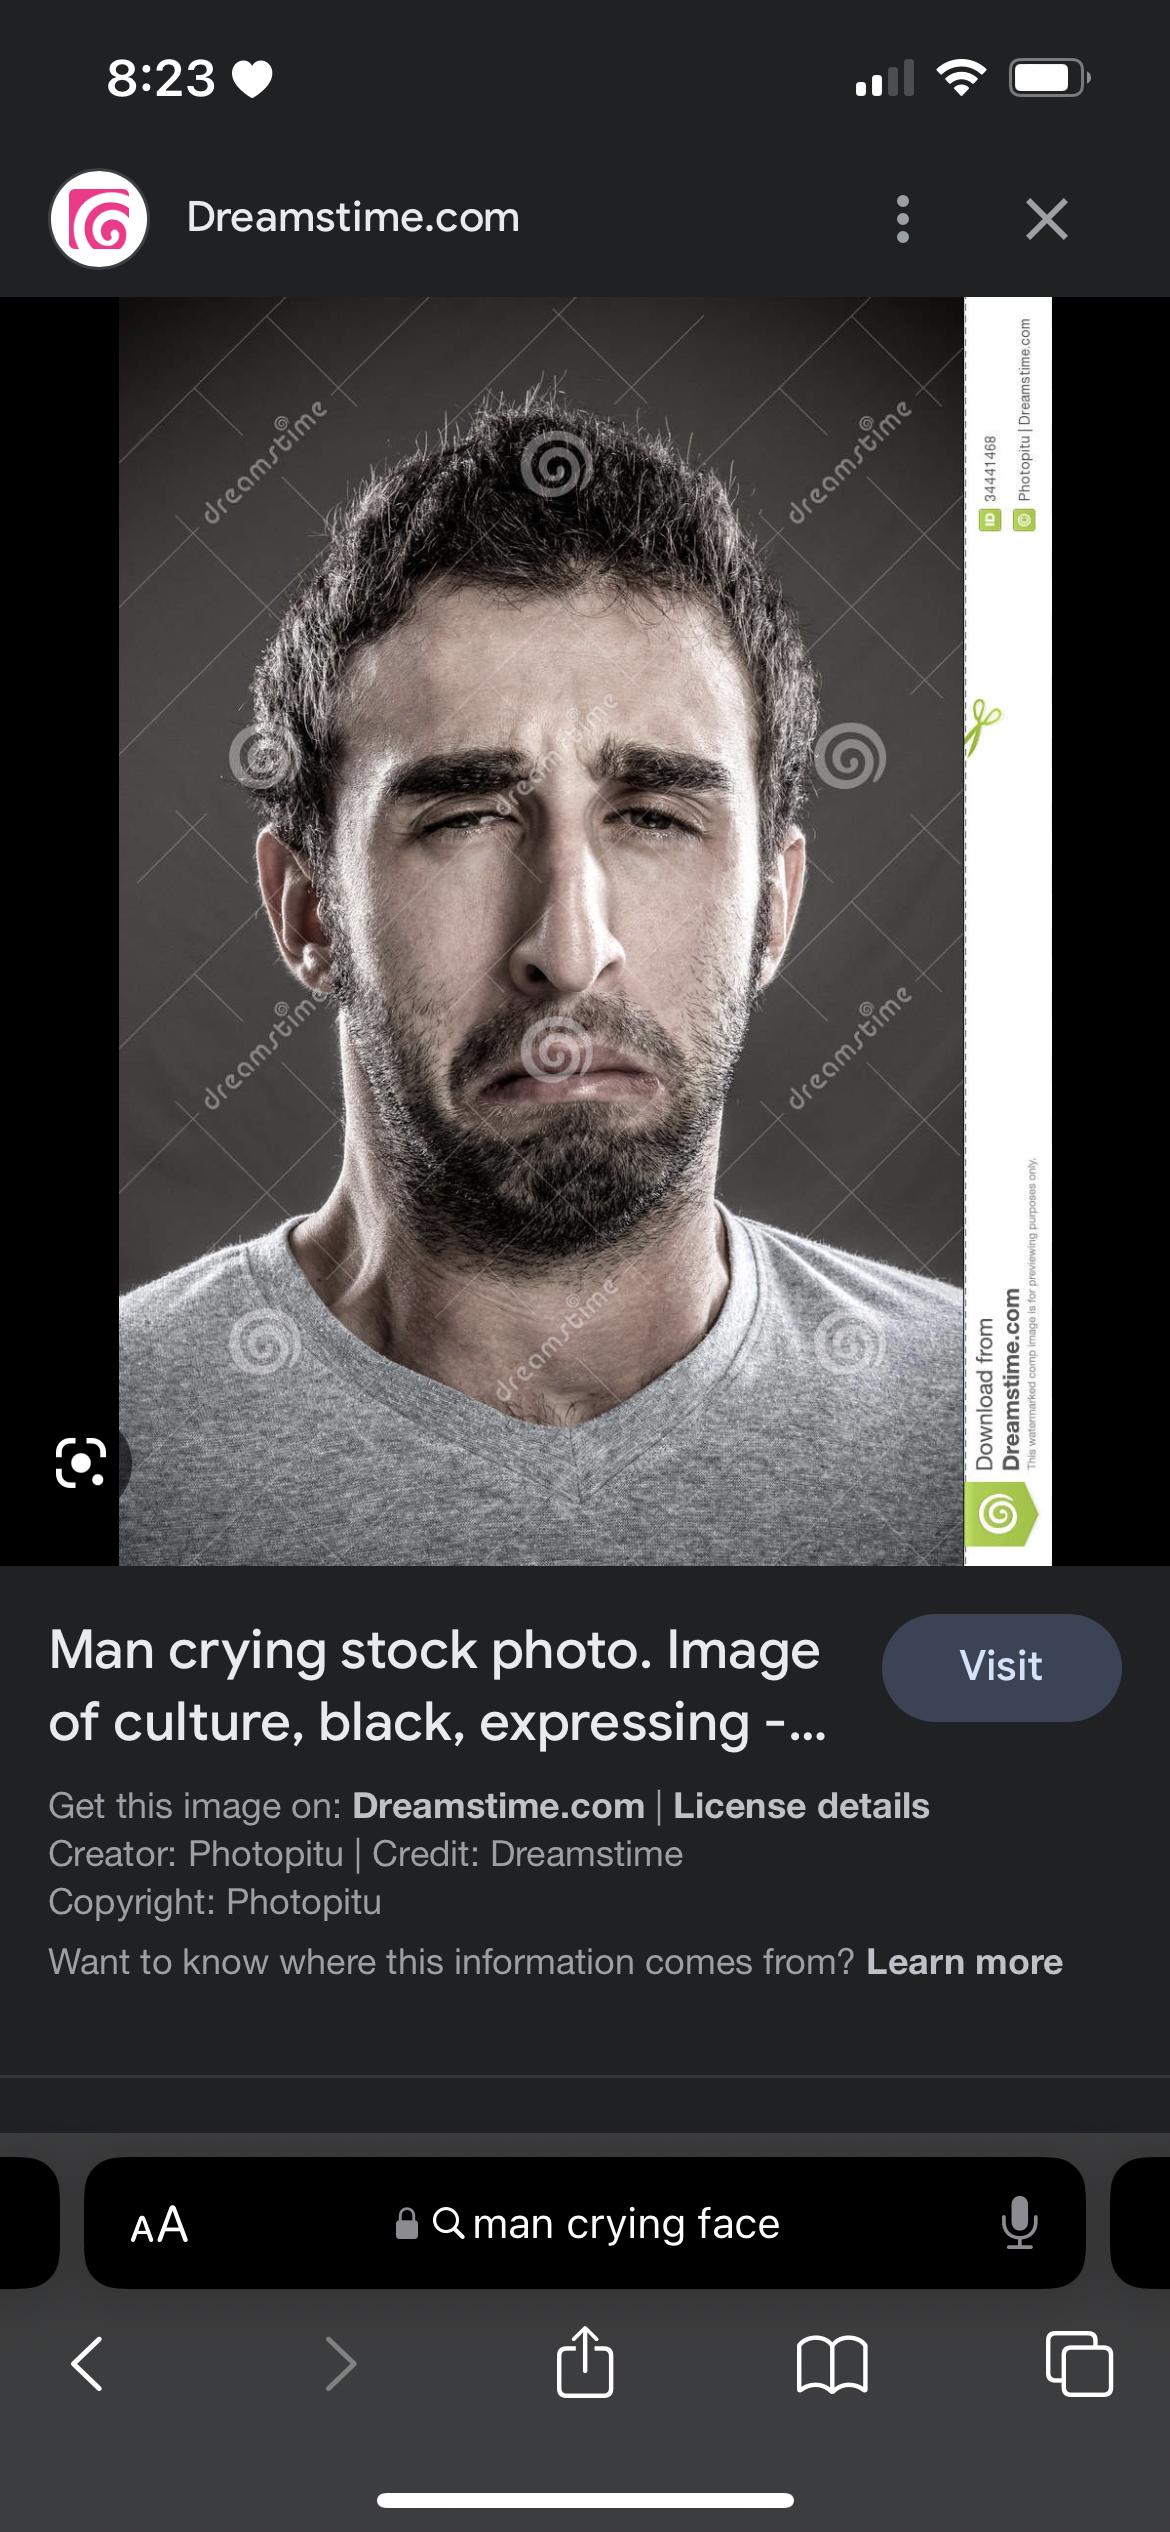 8:23
Dreamstime.com
dreamstime
dreamstime
dreamstime
dreamstime
dreamstime
dreamstime
ID 34441468
© Photopitu | Dreamstime.com
Download from
Dreamstime.com
This watermarked comp image is for previewing purposes only.
Man crying stock photo. Image
of culture, black, expressing -...
Visit
Get this image on: Dreamstime.com | License details
Creator: Photopitu | Credit: Dreamstime
Copyright: Photopitu
Want to know where this information comes from? Learn more
AA man crying face